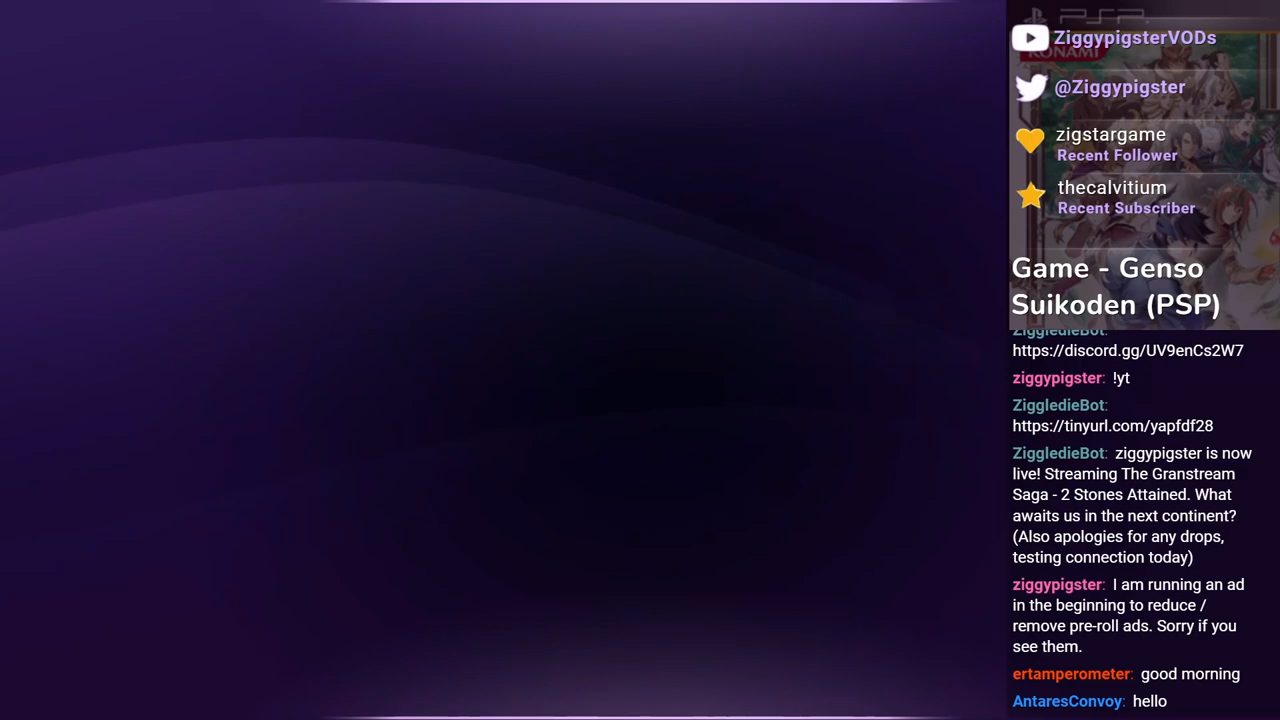 PSP
KONAMI
ZiggypigsterVODs
@Ziggypigster
zigstargame
Recent Follower
thecalvitium
Recent Subscriber
Game - Genso
Suikoden (PSP)
ZiggledieBot:
https://discord.gg/UV9enCs2W7
ziggypigster: !yt
ZiggledieBot:
https://tinyurl.com/yapfdf28
ZiggledieBot: ziggypigster is now
live! Streaming The Granstream
Saga - 2 Stones Attained. What
awaits us in the next continent?
(Also apologies for any drops,
testing connection today)
ziggypigster: I am running an ad
in the beginning to reduce /
remove pre-roll ads. Sorry if you
see them.
ertamperometer: good morning
AntaresConvoy: hello